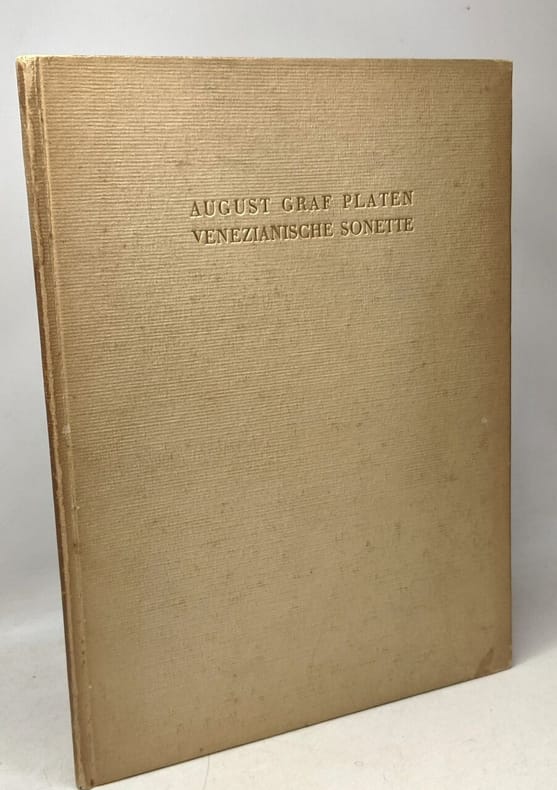 AUGUST GRAF PLATEN
VENEZIANISCHE SONETTE